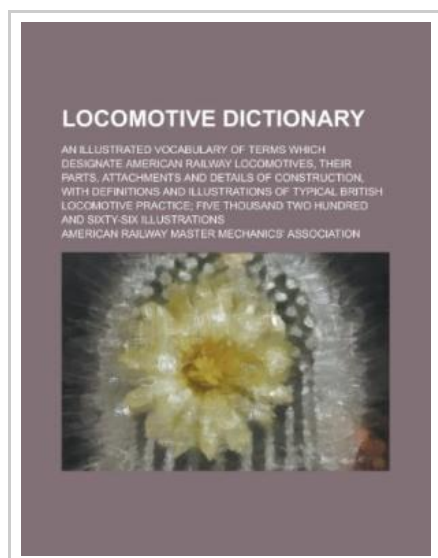 LOCOMOTIVE DICTIONARY
AN ILLUSTRATED VOCABULARY OF TERMS WHICH
DESIGNATE AMERICAN RAILWAY LOCOMOTIVES, THEIR
PARTS, ATTACHMENTS AND DETAILS OF CONSTRUCTION,
WITH DEFINITIONS AND ILLUSTRATIONS OF TYPICAL BRITISH
LOCOMOTIVE PRACTICE; FIVE THOUSAND TWO HUNDRED
AND SIXTY-SIX ILLUSTRATIONS
AMERICAN RAILWAY MASTER MECHANICS' ASSOCIATION